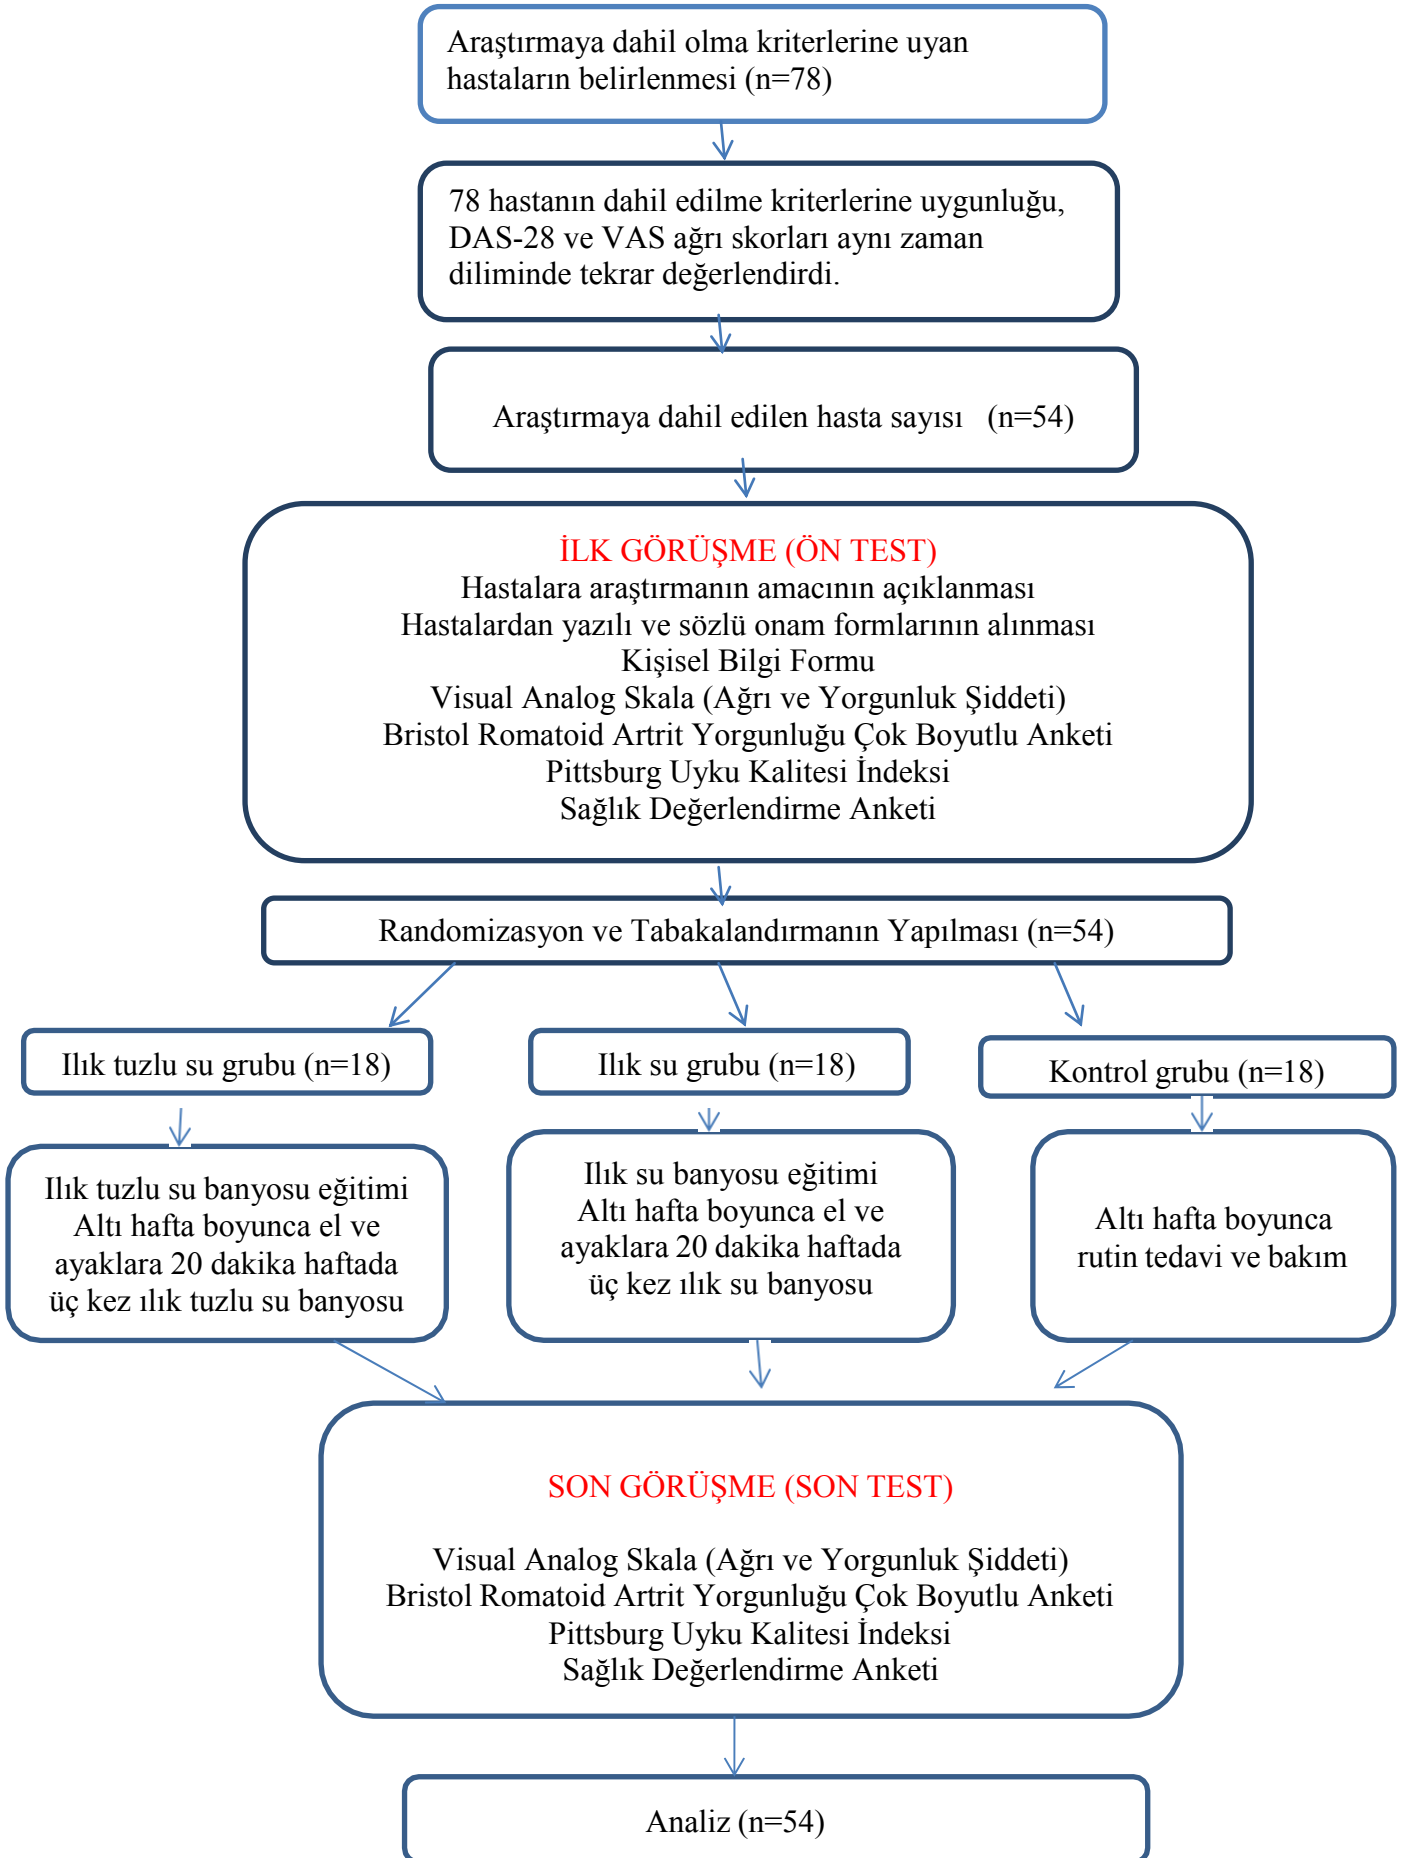 Araştırmaya dahil olma kriterlerine uyan
hastaların belirlenmesi (n=78)
78 hastanın dahil edilme kriterlerine uygunluğu,
DAS-28 ve VAS ağrı skorları aynı zaman
diliminde tekrar değerlendirdi.
Araştırmaya dahil edilen hasta sayısı (n=54)
İLK GÖRÜŞME (ÖN TEST)
Hastalara araştırmanın amacının açıklanması
Hastalardan yazılı ve sözlü onam formlarının alınması
Kişisel Bilgi Formu
Visual Analog Skala (Ağrı ve Yorgunluk Şiddeti)
Bristol Romatoid Artrit Yorgunluğu Çok Boyutlu Anketi
Pittsburg Uyku Kalitesi İndeksi
Sağlık Değerlendirme Anketi
Randomizasyon ve Tabakalandırmanın Yapılması (n=54)
Ilık tuzlu su grubu (n=18)
Ilık su grubu (n=18)
Kontrol grubu (n=18)
Ilık tuzlu su banyosu eğitimi
Altı hafta boyunca el ve
ayaklara 20 dakika haftada
üç kez ılık tuzlu su banyosu
Ilık su banyosu eğitimi
Altı hafta boyunca el ve
ayaklara 20 dakika haftada
üç kez ılık su banyosu
Altı hafta boyunca
rutin tedavi ve bakım
SON GÖRÜŞME (SON TEST)
Visual Analog Skala (Ağrı ve Yorgunluk Şiddeti)
Bristol Romatoid Artrit Yorgunluğu Çok Boyutlu Anketi
Pittsburg Uyku Kalitesi İndeksi
Sağlık Değerlendirme Anketi
Analiz (n=54)